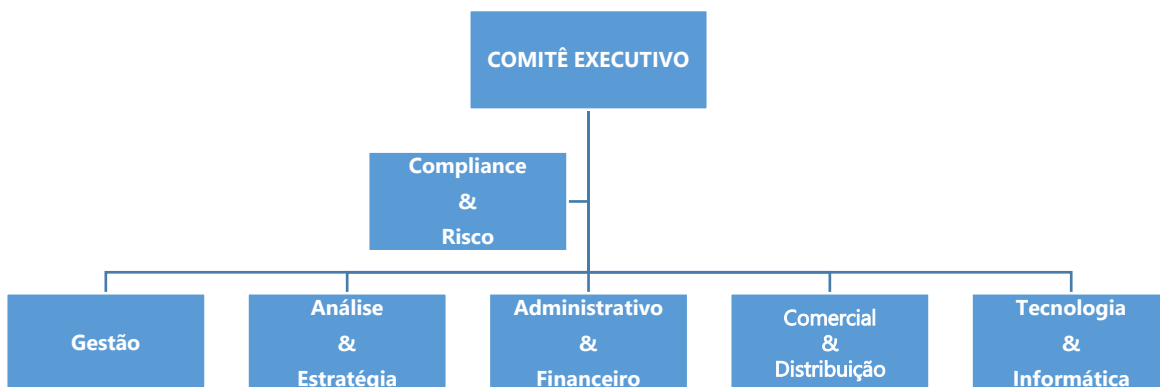 COMITÊ EXECUTIVO
Compliance
&
Risco
Gestão
Análise
&
Estratégia
Administrativo
&
Financeiro
Comercial
&
Distribuição
Tecnologia
&
Informática